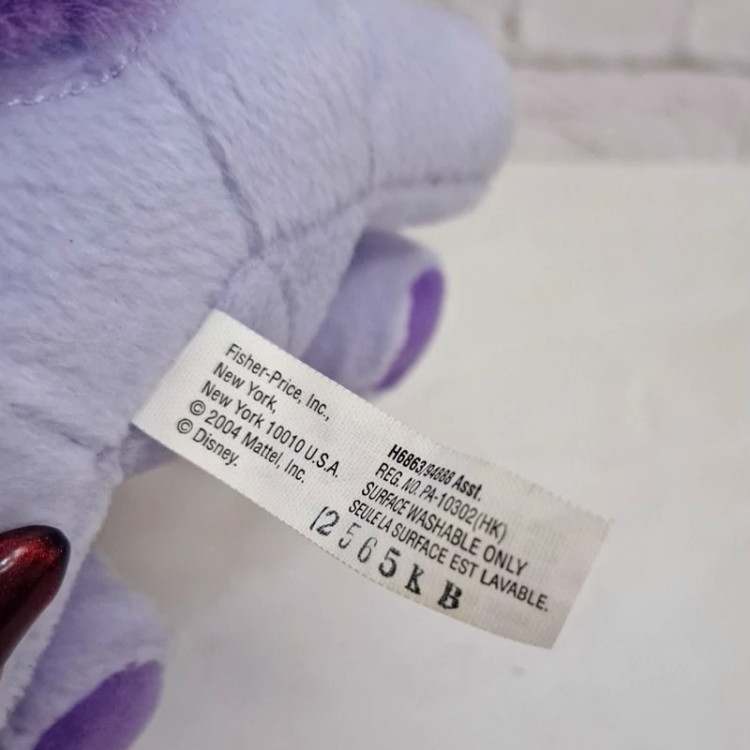 Fisher-Price, Inc.,
New York,
New York 10010 U.S.A.
© 2004 Mattel, Inc.
© Disney.
H6863/94688 Asst.
REG. NO. PA-10302(HK)
SURFACE WASHABLE ONLY
SEULE LA SURFACE EST LAVABLE.
12565KB